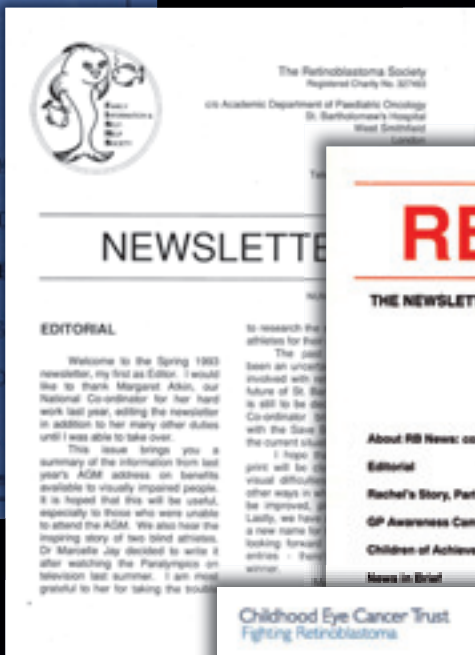 The Retinoblastoma Society
Registered Charity No. 327493
c/o Academic Department of Paediatric Oncology
St. Bartholomew's Hospital
West Smithfield
London
NEWSLETTE
EDITORIAL
Welcome to the Spring 1993
newsletter, my first as Editor. I would
like to thank Margaret Atkin, our
National Co-ordinator for her hard
work last year, editing the newsletter
in addition to her many other duties
until I was able to take over.
This issue brings you a
summary of the information from last
year's AGM address on benefits
available to visually impaired people.
It is hoped that this will be useful,
especially to those who were unable
to attend the AGM. We also hear the
inspiring story of two blind athletes.
Dr Marcelle Jay decided to write it
after watching the Paralympics on
television last summer. I am most
grateful to her for taking the trouble
to research the
athletes for their
The past
been an uncerta
involved with
future of St. Ba
is still to be de
Co-ordinator
with the Save S
the current situa
I hope th
print will be
visual difficult
other ways in w
be improved,
Lastly, we have
a new name for
looking forward
entries - there
winner.
RE
THE NEWSLETT
About RB News: co
Editorial
Rachel's Story, Part
GP Awareness Con
Children of Achieve
News in Brief
Childhood Eye Cancer Trust
Fighting Retinoblastoma